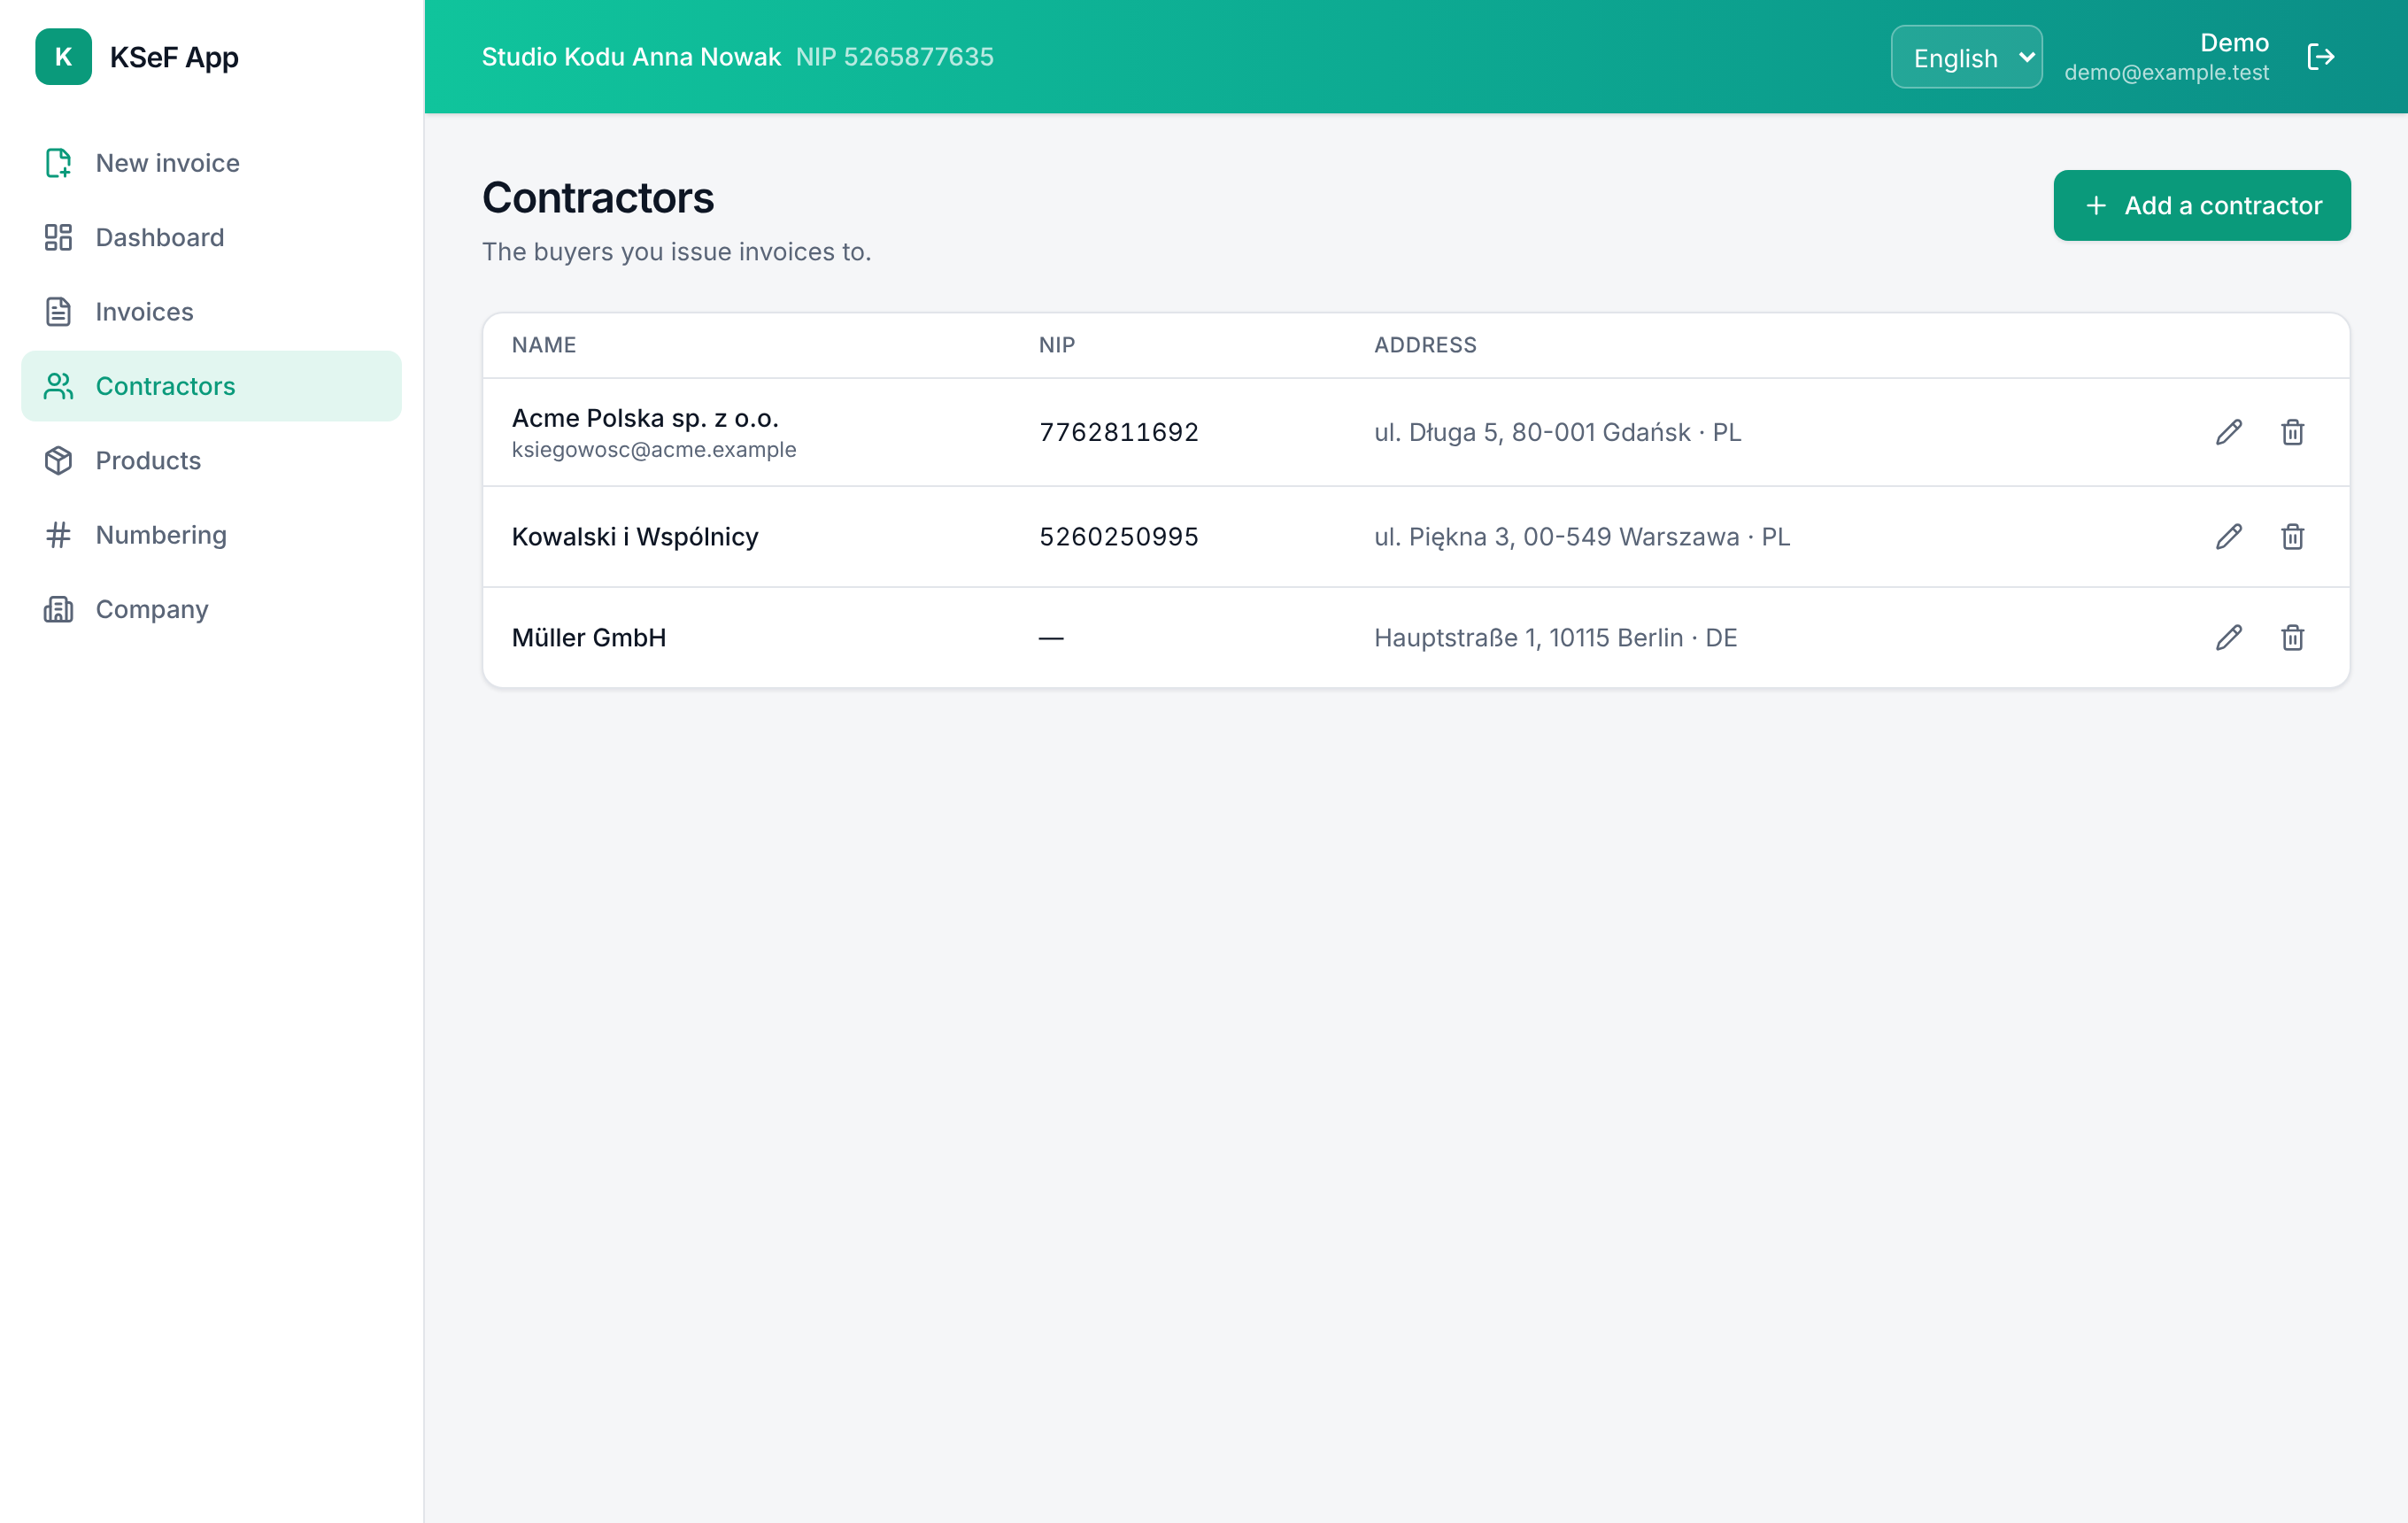 K KSeF App
Studio Kodu Anna Nowak NIP 5265877635
English
Demo
demo@example.test
New invoice
Dashboard
Invoices
Contractors
Products
Numbering
Company
Contractors
The buyers you issue invoices to.
Add a contractor
NAME NIP ADDRESS
Acme Polska sp. z o.o.
ksiegowosc@acme.example
7762811692
ul. Długa 5, 80-001 Gdańsk · PL
Kowalski i Wspólnicy 5260250995 ul. Piękna 3, 00-549 Warszawa · PL
Müller GmbH — Hauptstraße 1, 10115 Berlin · DE